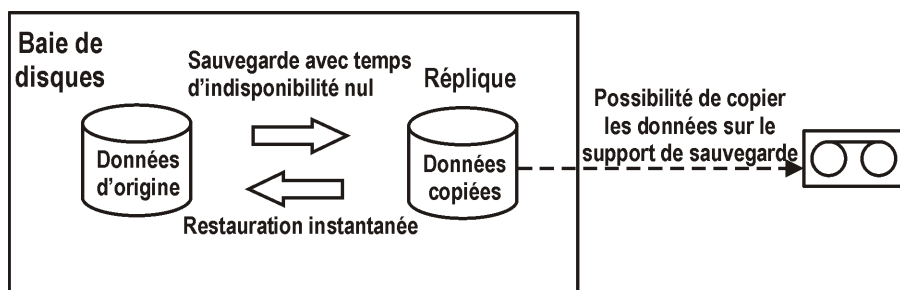 Baie de
disques
Sauvegarde avec temps
d'indisponibilité nul
Réplique
Données
d'origine
Données
copiées
Restauration instantanée
Possibilité de copier
les données sur le
support de sauvegarde